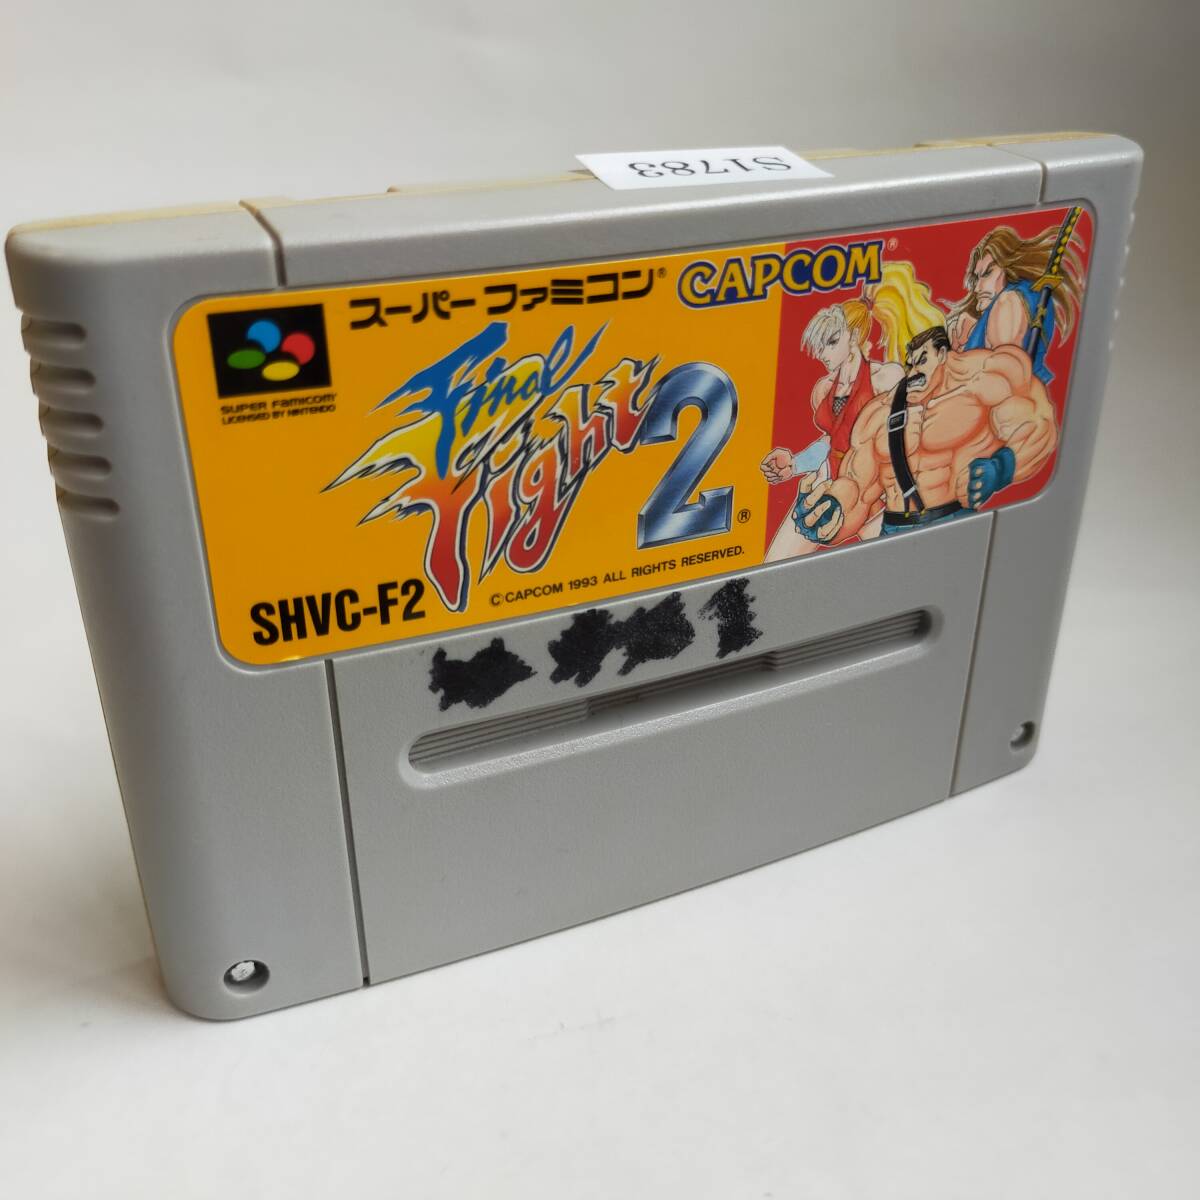 S1783
スーパーファミコン®
CAPCOM®
SUPER FAMICOM
LICENSED BY NINTENDO
Final
Fight 2®
SHVC-F2
©CAPCOM 1993 ALL RIGHTS RESERVED.